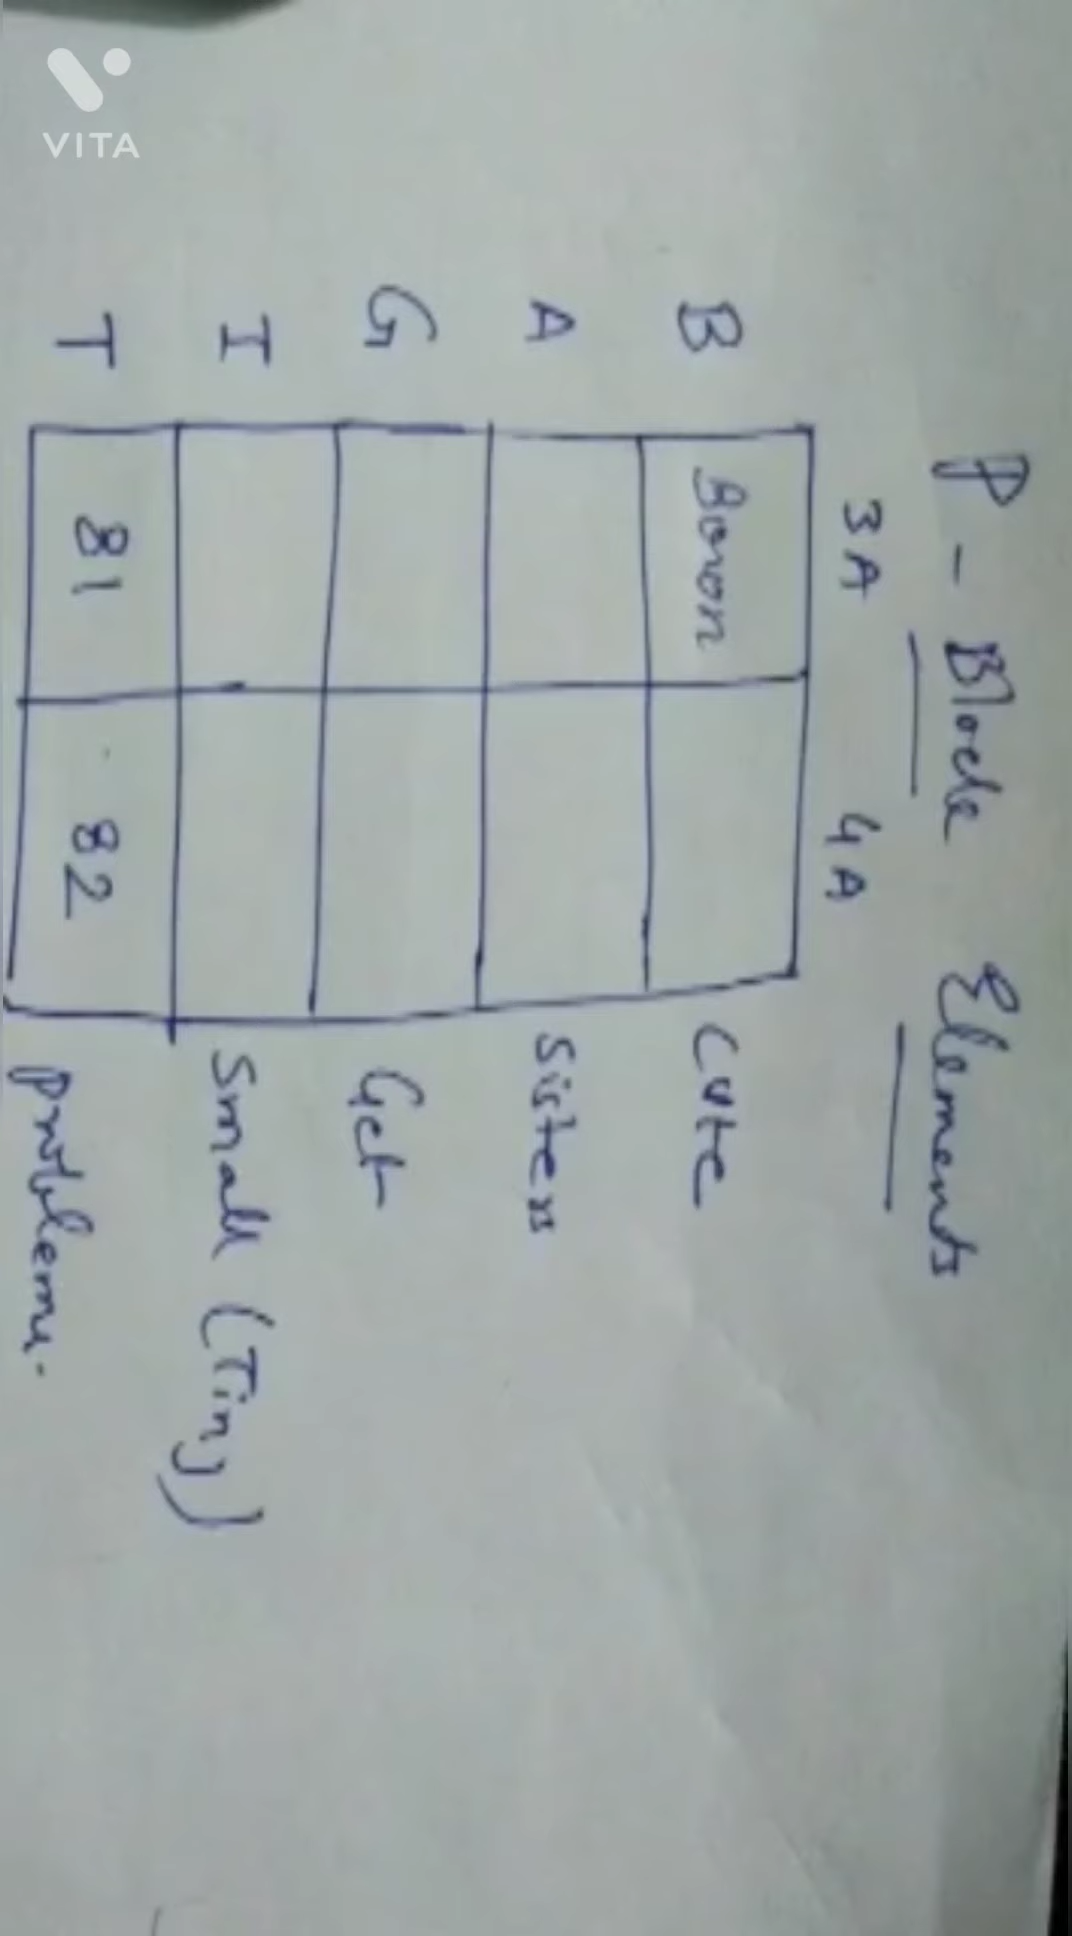 VITA
P - Block Elements
3A 4A
B Boron Cute
A Sisters
G Get
I Small (Tiny)
T 81 82 problems.